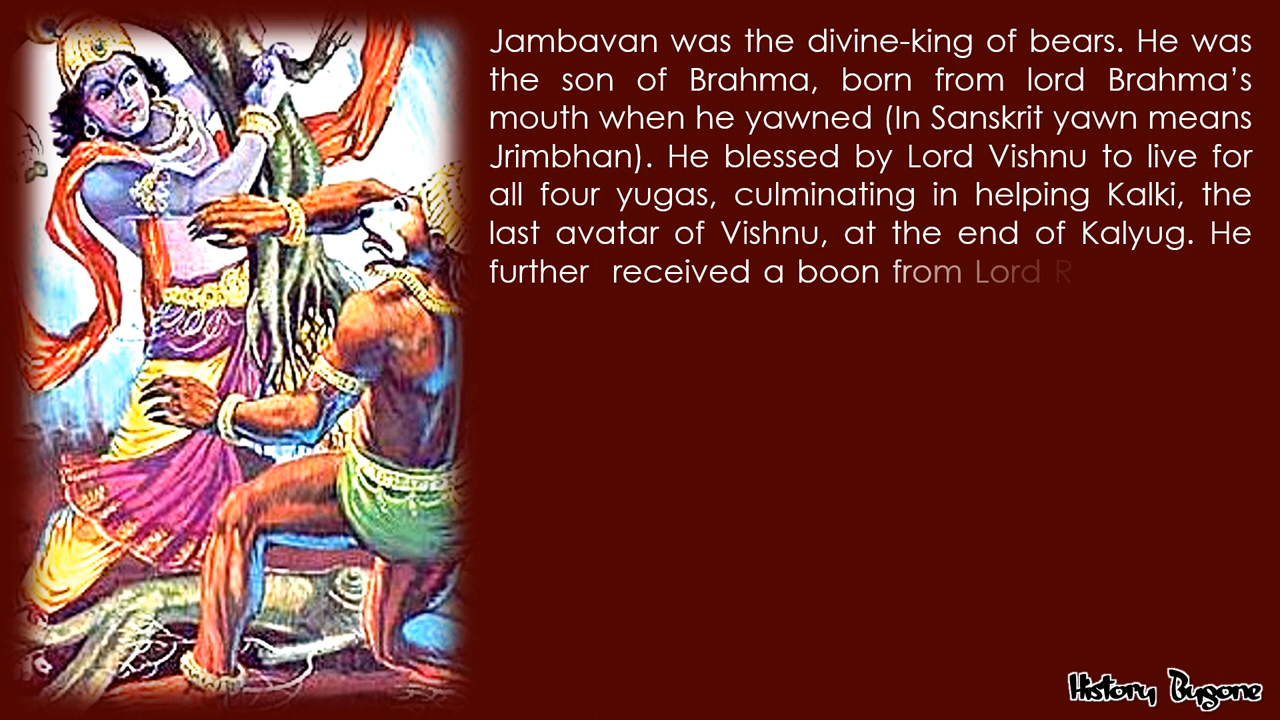 Jambavan was the divine-king of bears. He was
the son of Brahma, born from lord Brahma’s
mouth when he yawned (In Sanskrit yawn means
Jrimbhan). He blessed by Lord Vishnu to live for
all four yugas, culminating in helping Kalki, the
last avatar of Vishnu, at the end of Kalyug. He
further received a boon from Lord R
History Bygone